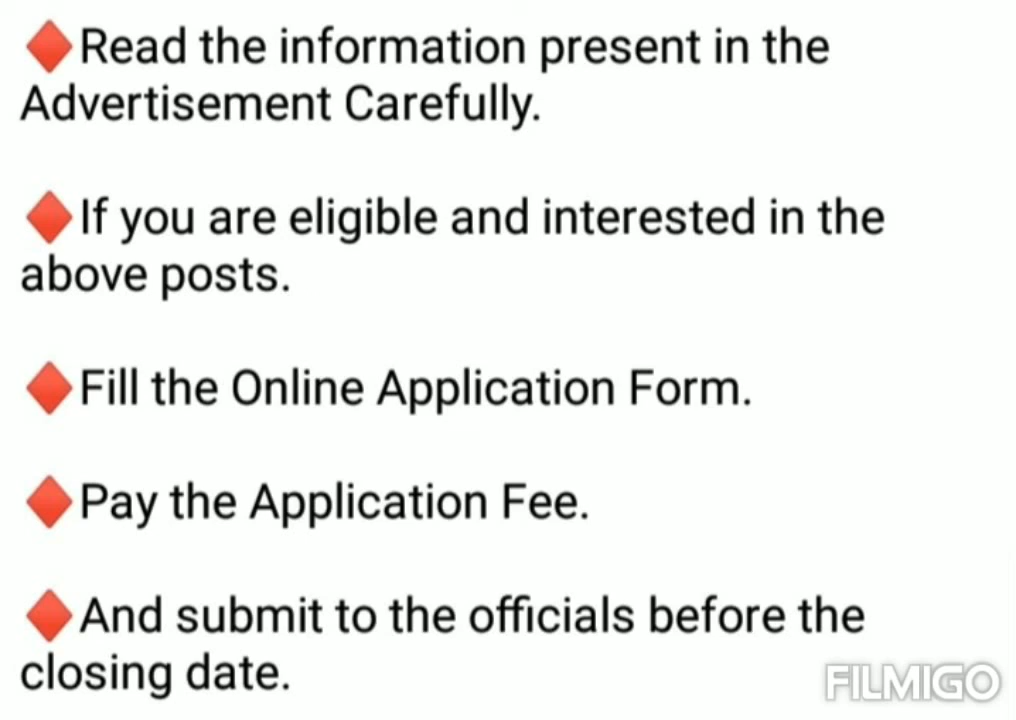 ♦Read the information present in the
Advertisement Carefully.
♦If you are eligible and interested in the
above posts.
♦Fill the Online Application Form.
♦Pay the Application Fee.
♦And submit to the officials before the
closing date.
FILMIGO